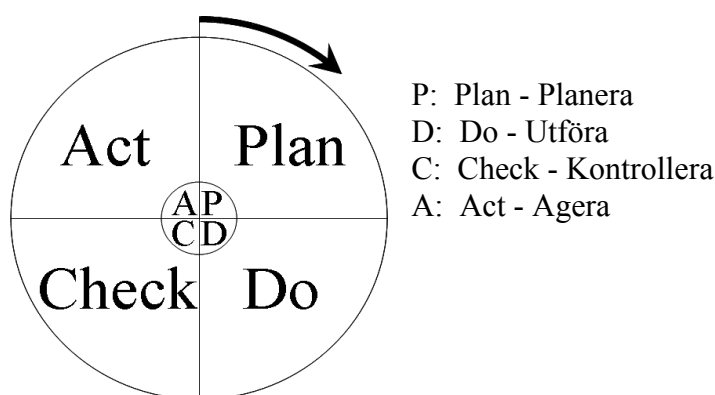 Act Plan
A P
C D
Check Do
P: Plan - Planera
D: Do - Utföra
C: Check - Kontrollera
A: Act - Agera